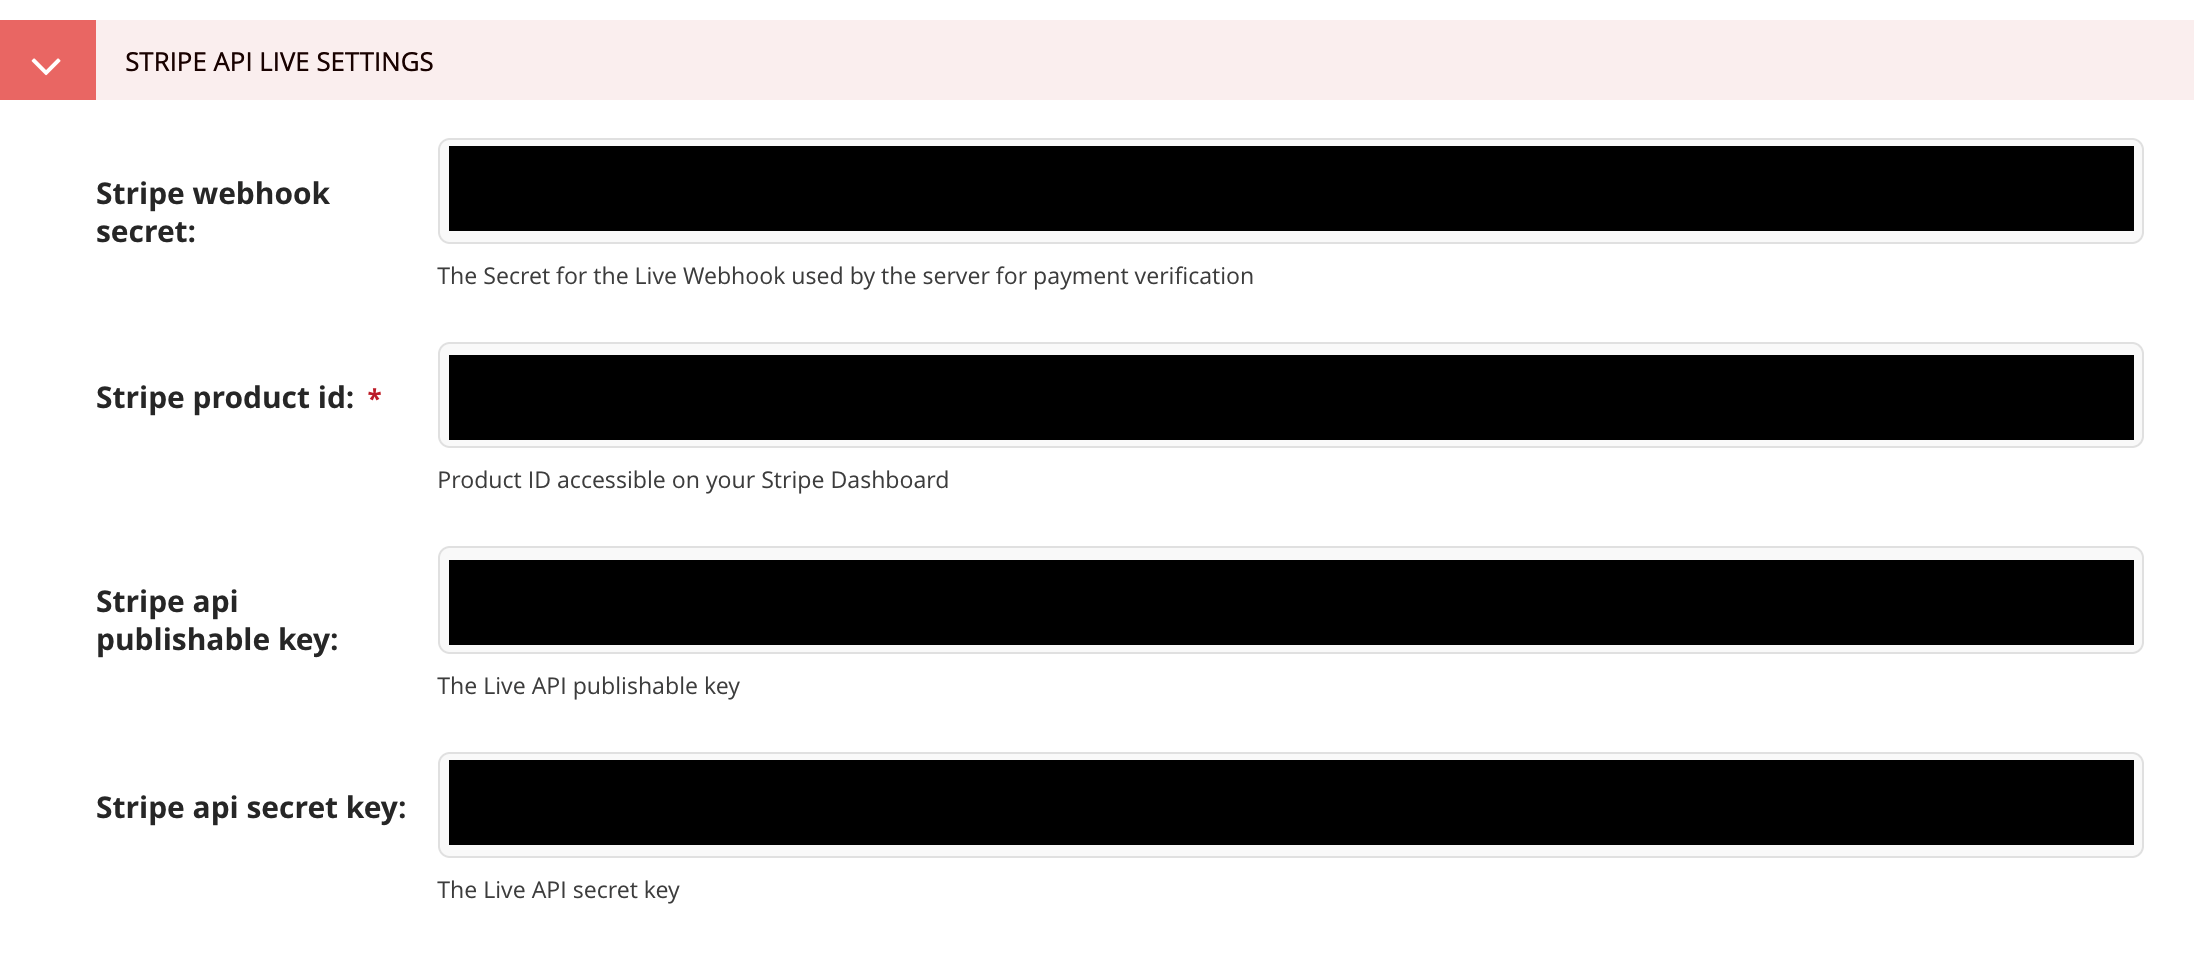 STRIPE API LIVE SETTINGS
Stripe webhook
secret:
The Secret for the Live Webhook used by the server for payment verification
Stripe product id: *
Product ID accessible on your Stripe Dashboard
Stripe api
publishable key:
The Live API publishable key
Stripe api secret key:
The Live API secret key